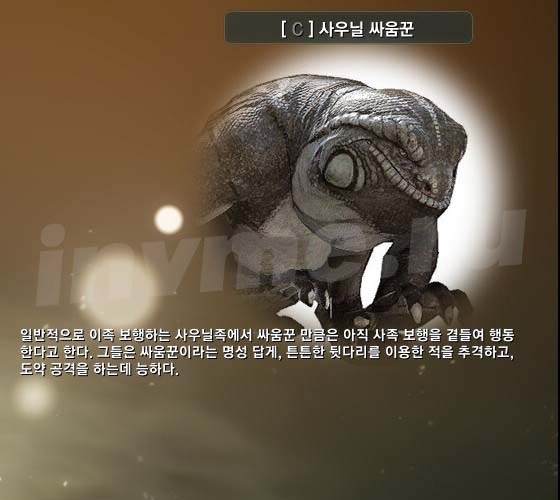 [ C ] 사우닐 싸움꾼
inyme.ru
일반적으로 이족 보행하는 사우닐족에서 싸움꾼 만큼은 아직 사족 보행을 곁들여 행동
한다고 한다. 그들은 싸움꾼이라는 명성 답게, 튼튼한 뒷다리를 이용한 적을 추격하고,
도약 공격을 하는데 능하다.